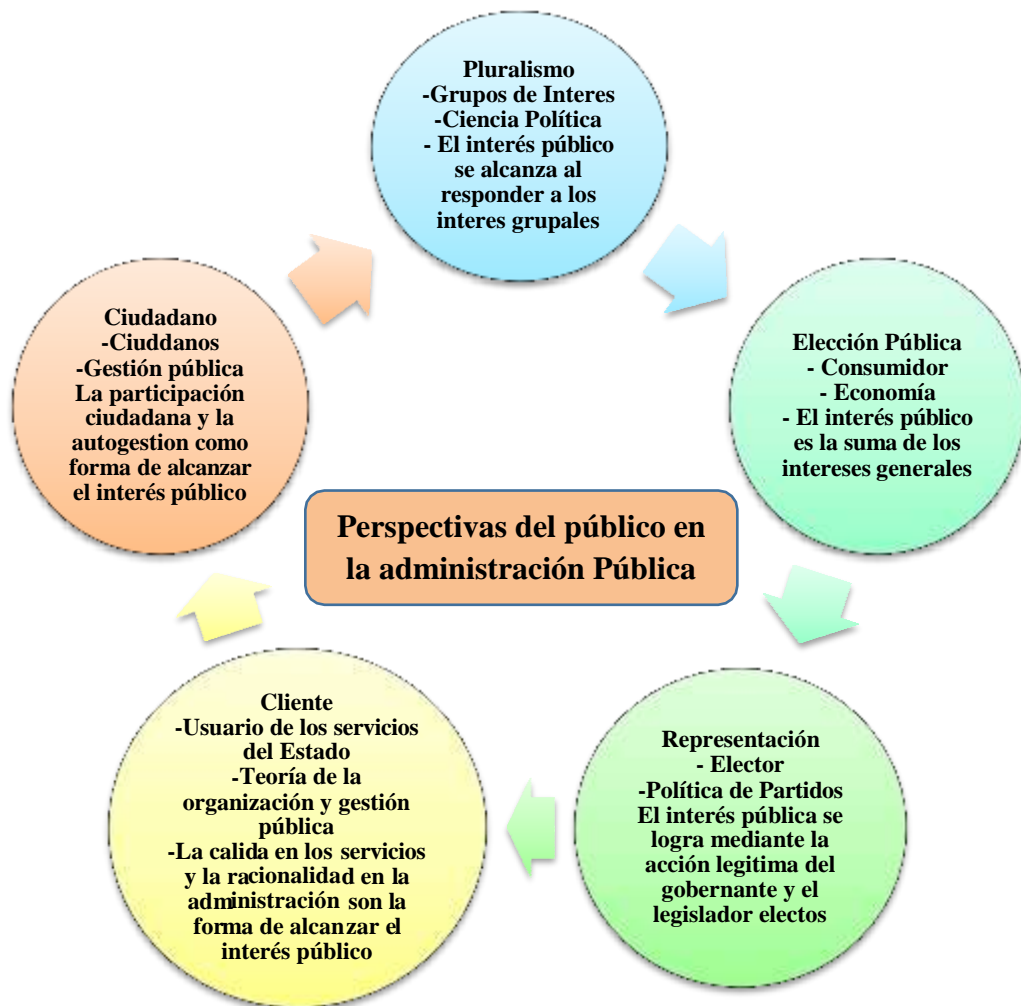 Pluralismo
-Grupos de Interes
-Ciencia Política
- El interés público
se alcanza al
responder a los
interes grupales
Elección Pública
- Consumidor
- Economía
- El interés público
es la suma de los
intereses generales
Representación
- Elector
-Política de Partidos
El interés pública se
logra mediante la
acción legitima del
gobernante y el
legislador electos
Cliente
-Usuario de los servicios
del Estado
-Teoría de la
organización y gestión
pública
-La calida en los servicios
y la racionalidad en la
administración son la
forma de alcanzar el
interés público
Ciudadano
-Ciuddanos
-Gestión pública
La participación
ciudadana y la
autogestion como
forma de alcanzar
el interés público
Perspectivas del público en
la administración Pública